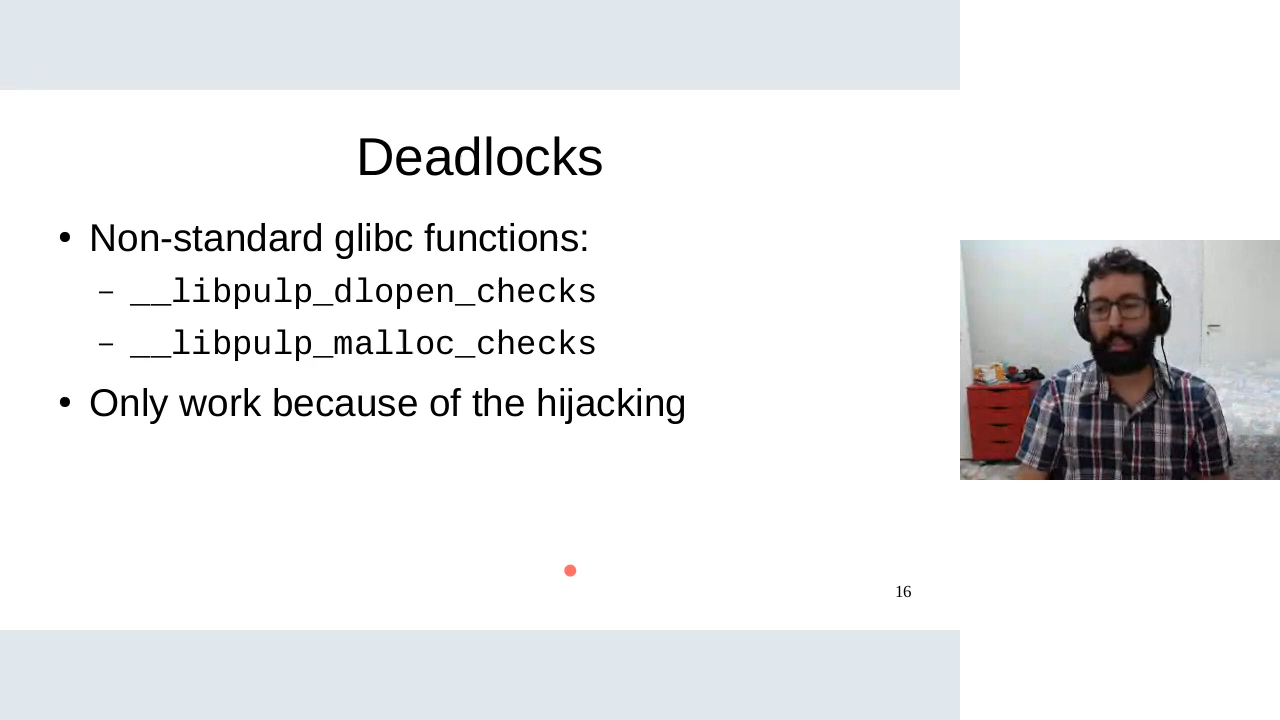 Deadlocks
• Non-standard glibc functions:
– __libpulp_dlopen_checks
– __libpulp_malloc_checks
• Only work because of the hijacking
16